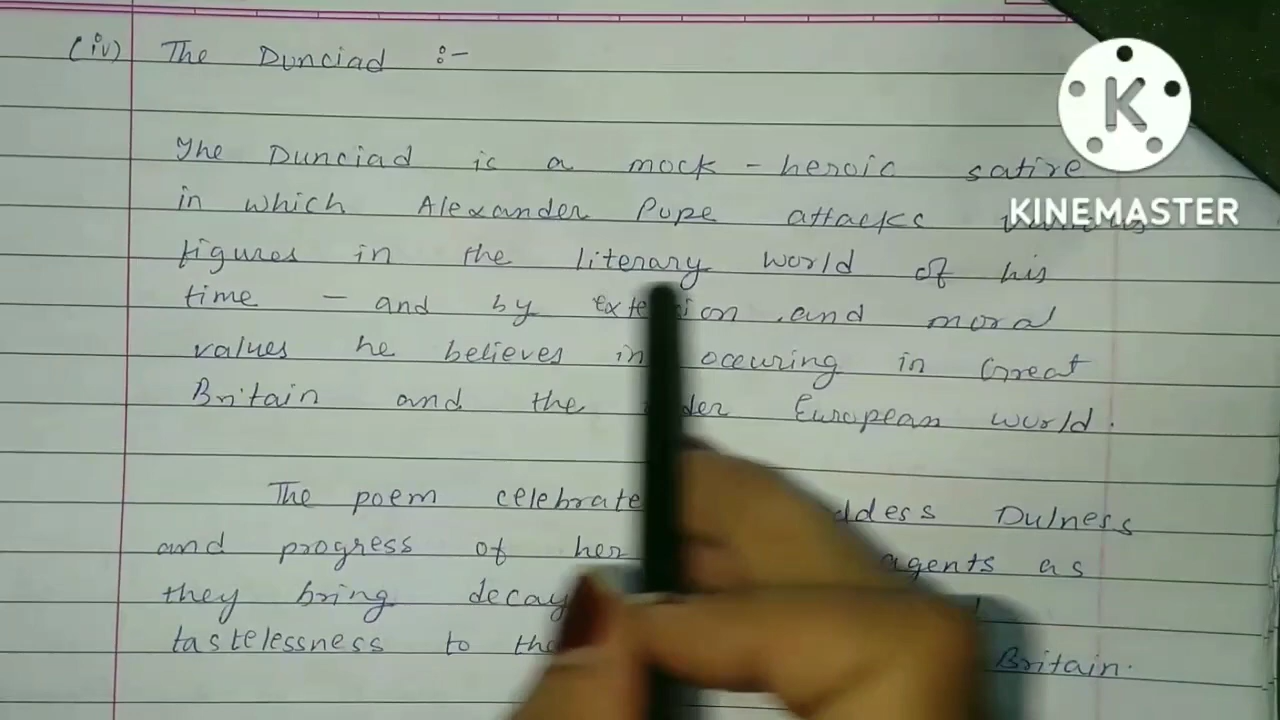 (iv) The Dunciad :-
The Dunciad is a mock - heroic satire
in which Alexander Pope attacks
figures in the literary world of his
time - and by extension and moral
values he believes in occuring in Great
Britain and the European world.
The poem celebrate Dulness
and progress of her agents as
they bring decay
tastelessness to the Britain.
K
KINEMASTER